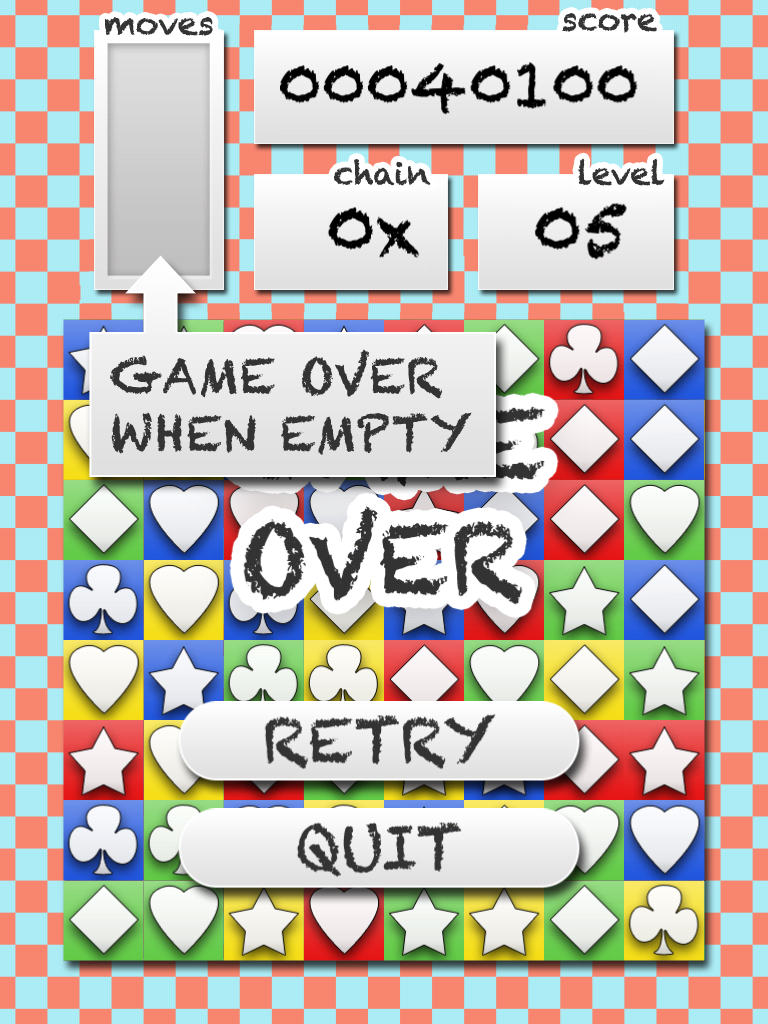 moves
score
00040100
chain
level
0x
05
GAME OVER
WHEN EMPTY
OVER
RETRY
QUIT